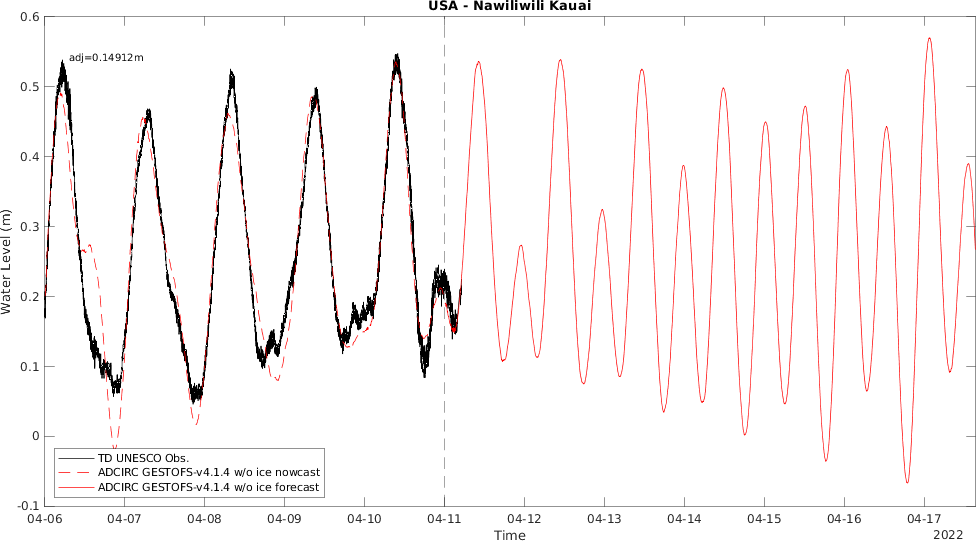 USA - Nawiliwili Kauai
adj=0.14912m
0.6
0.5
0.4
0.3
0.2
0.1
0
-0.1
Water Level (m)
TD UNESCO Obs.
ADCIRC GESTOFS-v4.1.4 w/o ice nowcast
ADCIRC GESTOFS-v4.1.4 w/o ice forecast
04-06 04-07 04-08 04-09 04-10 04-11 04-12 04-13 04-14 04-15 04-16 04-17
Time
2022